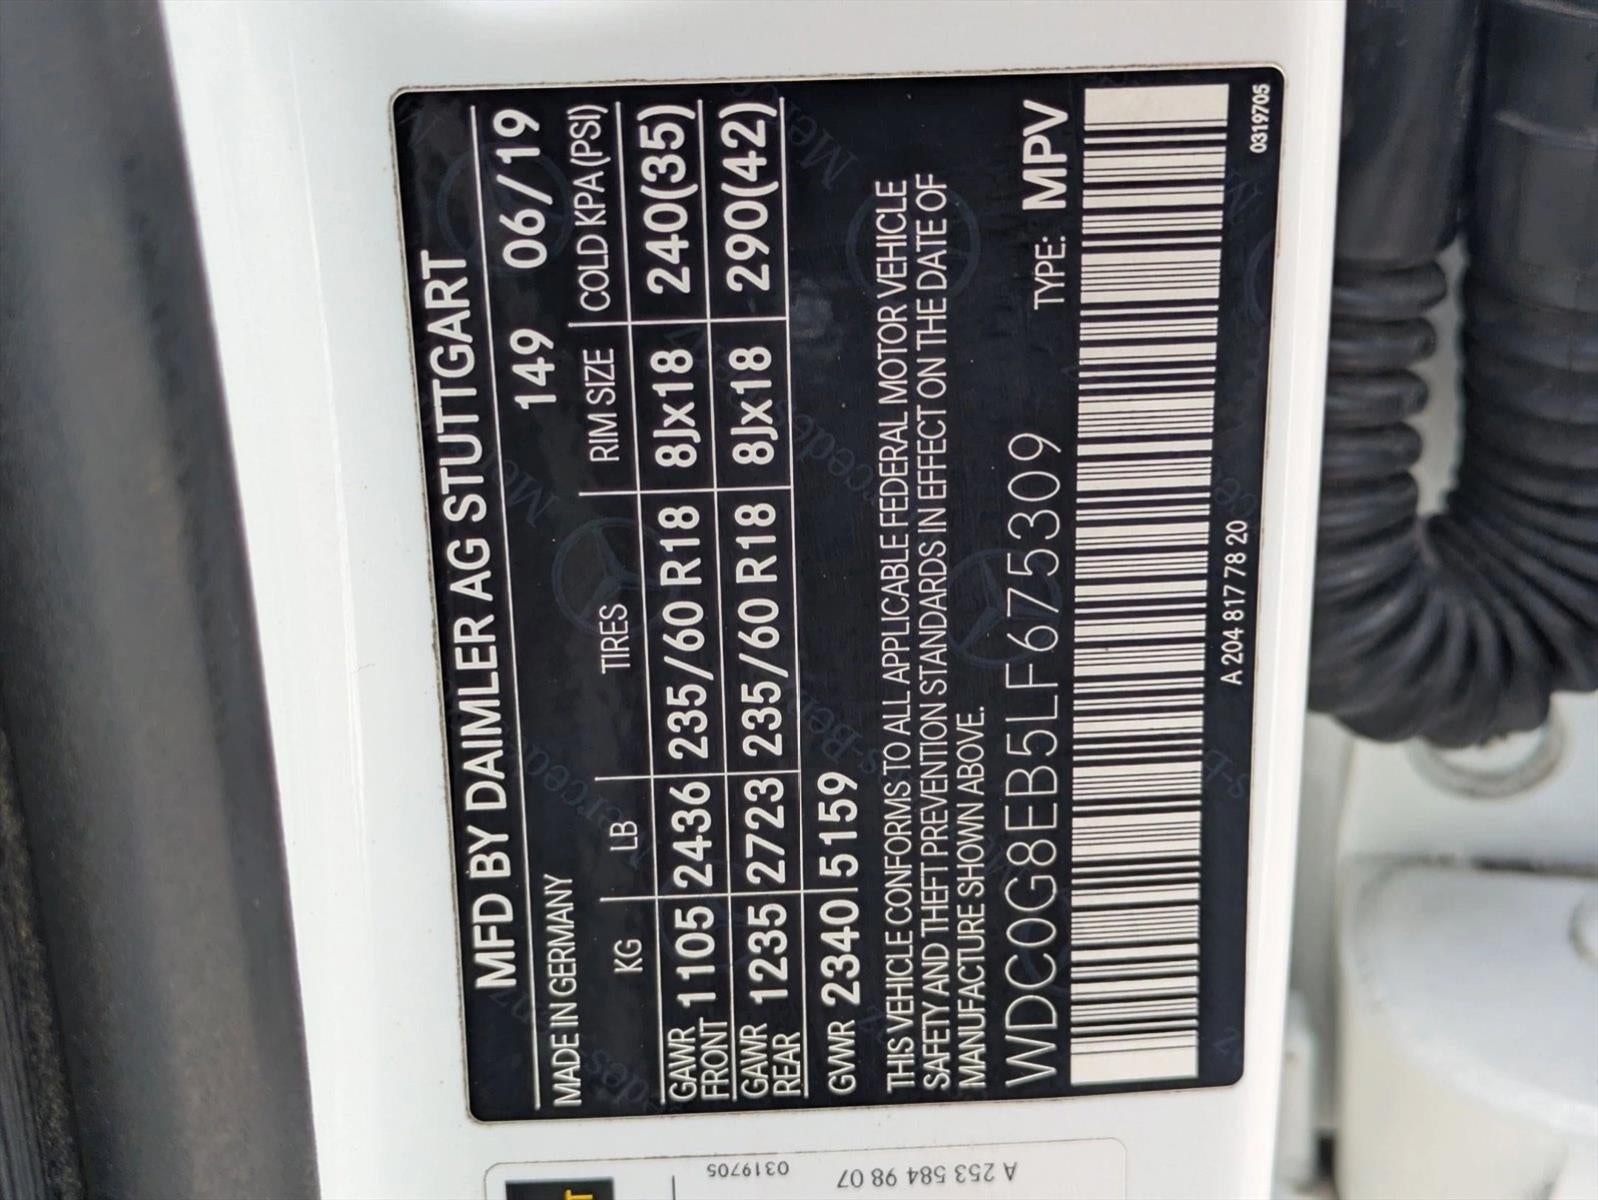 MFD BY DAIMLER AG STUTTGART
MADE IN GERMANY 149 06/19
KG LB TIRES RIM SIZE COLD KPA (PSI)
GAWR FRONT 1105 2436 235/60 R18 8Jx18 240(35)
GAWR REAR 1235 2723 235/60 R18 8Jx18 290(42)
GVWR 2340 5159
THIS VEHICLE CONFORMS TO ALL APPLICABLE FEDERAL MOTOR VEHICLE
SAFETY AND THEFT PREVENTION STANDARDS IN EFFECT ON THE DATE OF
MANUFACTURE SHOWN ABOVE.
WDC0G8EB5LF675309 TYPE: MPV
A 204 817 78 20 0319705
0319705
A 253 584 98 07